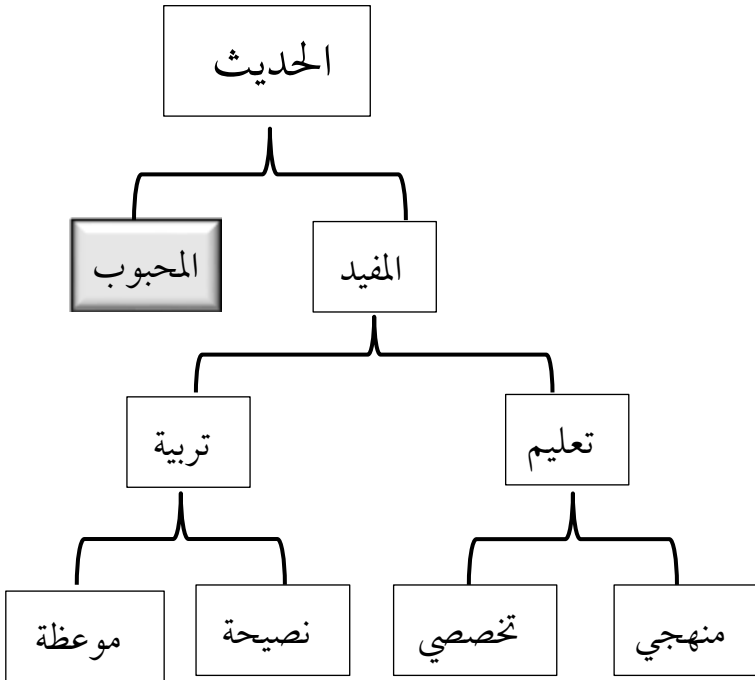 الحديث
المفيد
المحبوب
تعليم
تربية
منهجي
تخصصي
نصيحة
موعظة